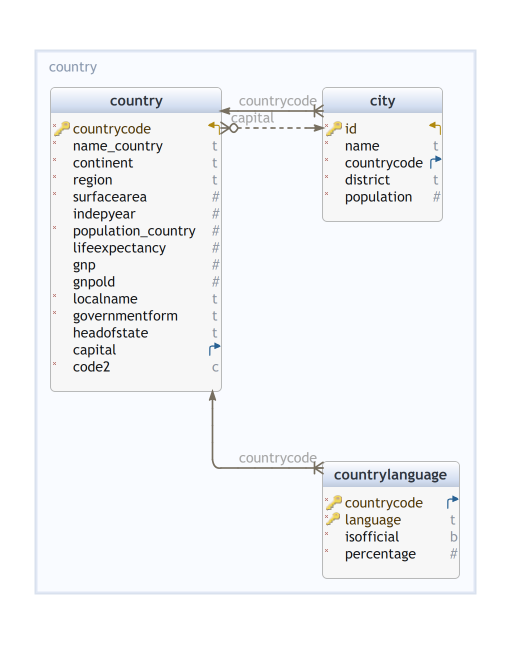 country
country
countrycode
name_country t
continent t
region t
surfacearea #
indepyear #
population_country #
lifeexpectancy #
gnp #
gnpold #
localname t
governmentform t
headofstate t
capital
code2 c
countrycode
capital
city
id
name t
countrycode
district t
population #
countrycode
countrylanguage
countrycode
language t
isofficial b
percentage #